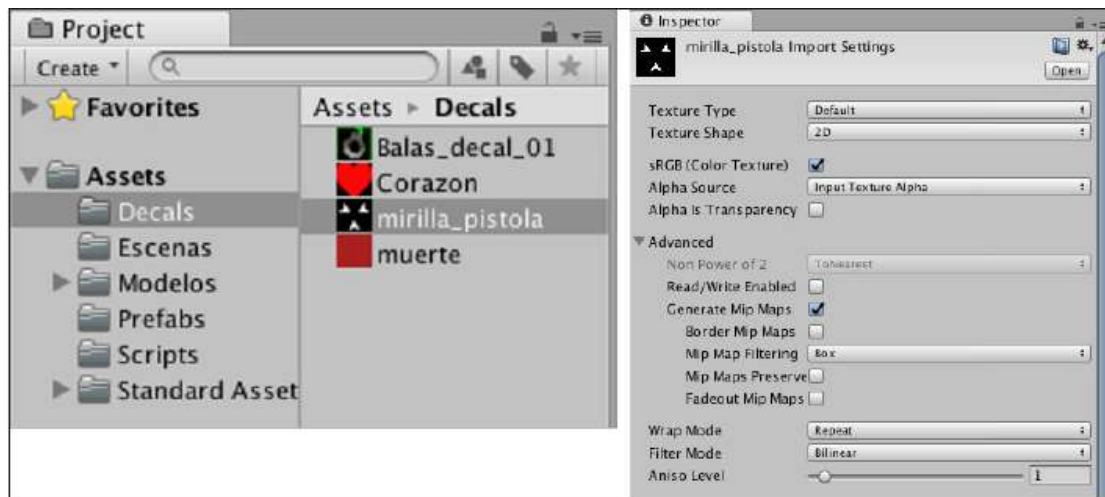 Project
Create
Favorites
Assets
Decals
Escenas
Modelos
Prefabs
Scripts
Standard Asset
Assets Decals
Balas_decal_01
Corazon
mirilla_pistola
muerte
Inspector
mirilla_pistola Import Settings
Open
Texture Type Default
Texture Shape 2D
sRGB (Color Texture)
Alpha Source Input Texture Alpha
Alpha Is Transparency
Advanced
Non Power of 2 ToNearest
Read/Write Enabled
Generate Mip Maps
Border Mip Maps
Mip Map Filtering Box
Mip Maps Preserve
Fadeout Mip Maps
Wrap Mode Repeat
Filter Mode Bilinear
Aniso Level 1